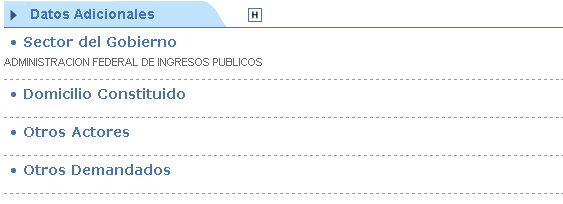 Datos Adicionales H
Sector del Gobierno
ADMINISTRACION FEDERAL DE INGRESOS PUBLICOS
Domicilio Constituido
Otros Actores
Otros Demandados